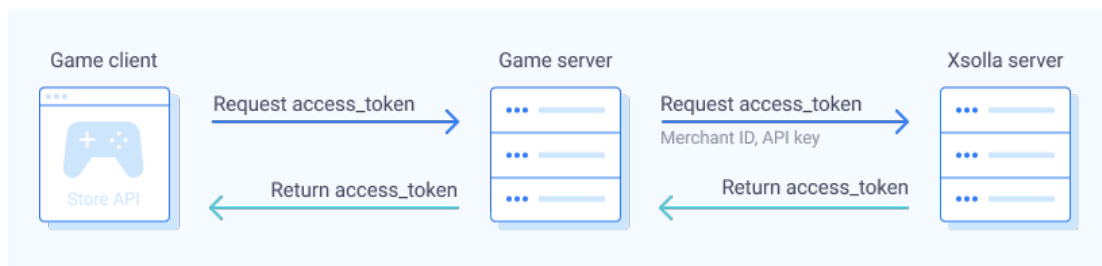 Game client
Game server
Xsolla server
Request access_token
Request access_token
Merchant ID, API key
Store API
Return access_token
Return access_token